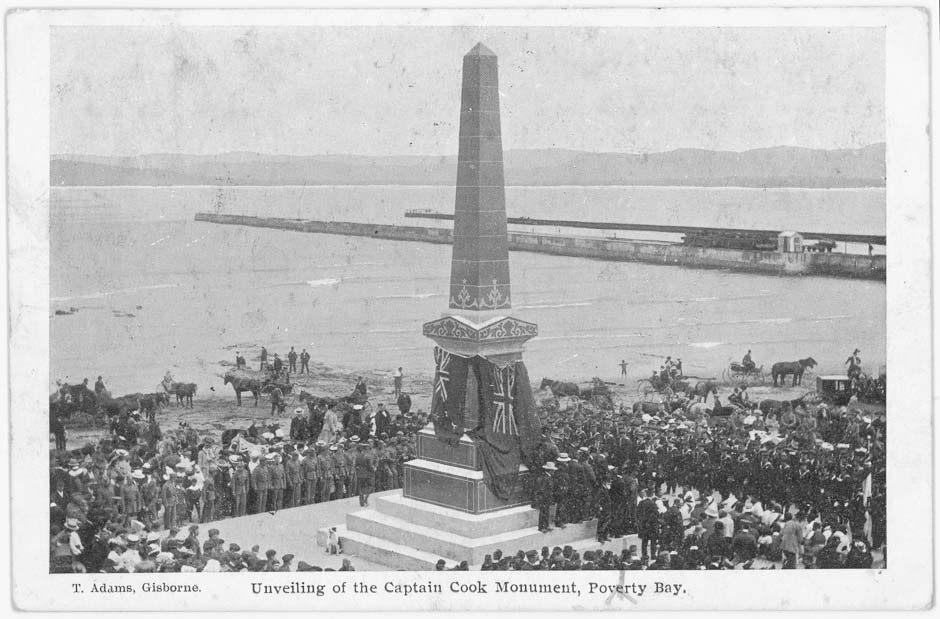 T. Adams, Gisborne. Unveiling of the Captain Cook Monument, Poverty Bay.